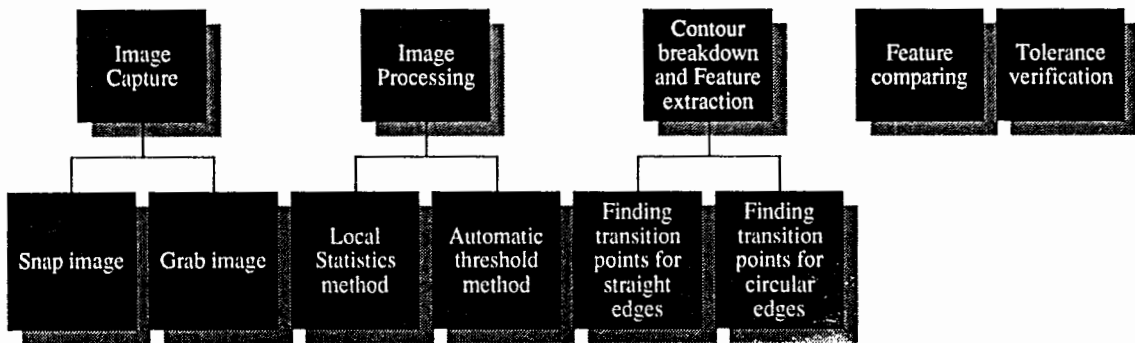 Image
Capture
Image
Processing
Contour
breakdown
and Feature
extraction
Feature
comparing
Tolerance
verification
Snap image
Grab image
Local
Statistics
method
Automatic
threshold
method
Finding
transition
points for
straight
edges
Finding
transition
points for
circular
edges